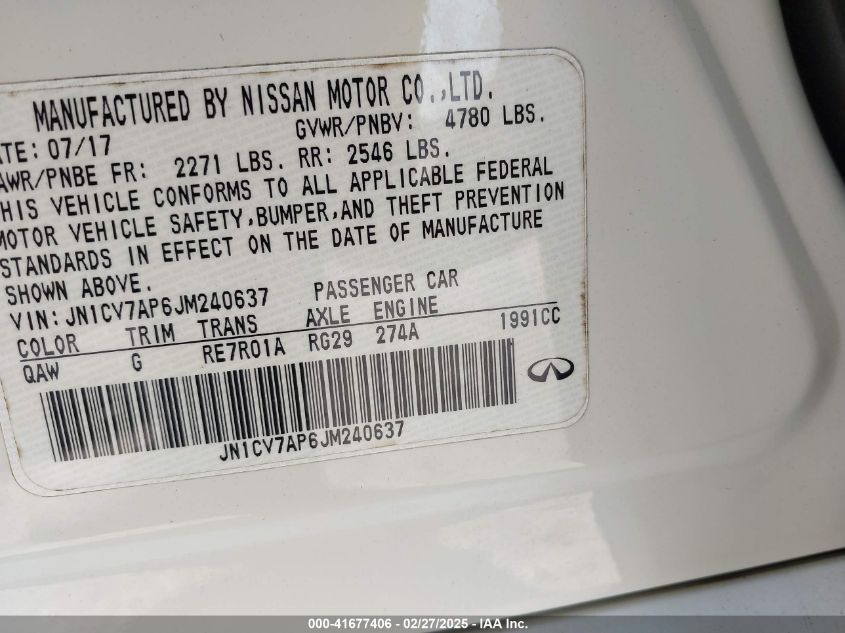 MANUFACTURED BY NISSAN MOTOR CO.,LTD.
ATE: 07/17 GVWR/PNBV: 4780 LBS.
AWR/PNBE FR: 2271 LBS. RR: 2546 LBS.
THIS VEHICLE CONFORMS TO ALL APPLICABLE FEDERAL
MOTOR VEHICLE SAFETY,BUMPER,AND THEFT PREVENTION
STANDARDS IN EFFECT ON THE DATE OF MANUFACTURE
SHOWN ABOVE.
VIN: JN1CV7AP6JM240637 PASSENGER CAR
COLOR TRIM TRANS AXLE ENGINE
QAW G RE7R01A RG29 274A 1991CC
JN1CV7AP6JM240637
000-41677406 - 02/27/2025 - IAA Inc.